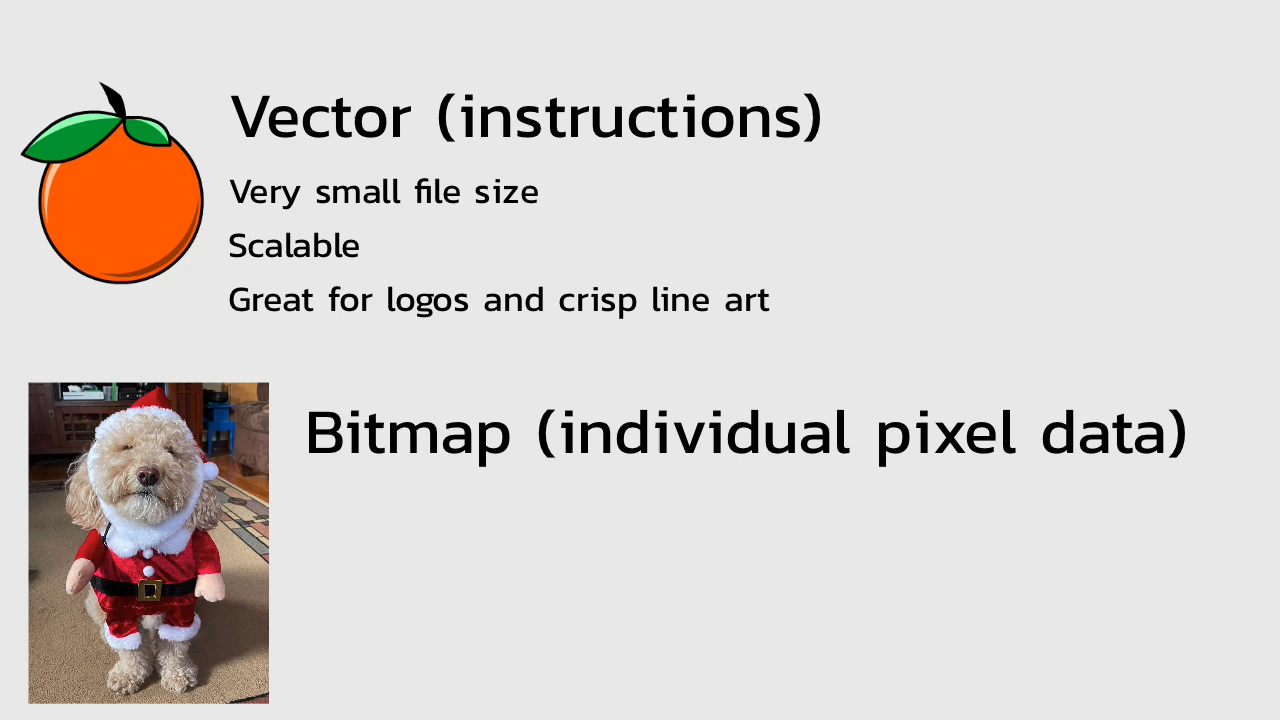 Vector (instructions)
Very small file size
Scalable
Great for logos and crisp line art
Bitmap (individual pixel data)